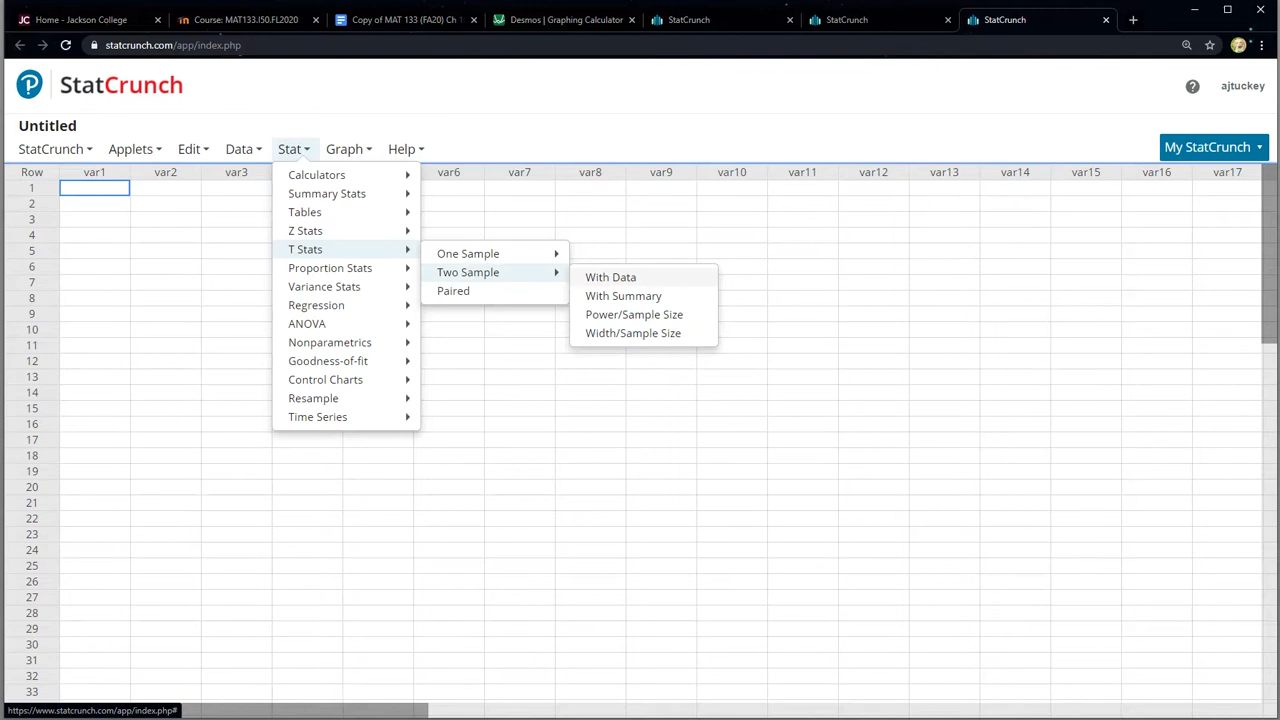 Home - Jackson College
Course: MAT133.I50.FL2020
Copy of MAT 133 (FA20) Ch 1
Desmos | Graphing Calculator
StatCrunch
StatCrunch
StatCrunch
statcrunch.com/app/index.php
P StatCrunch
ajtuckey
Untitled
StatCrunch Applets Edit Data Stat Graph Help
My StatCrunch
Row var1 var2 var3 var6 var7 var8 var9 var10 var11 var12 var13 var14 var15 var16 var17
Calculators
Summary Stats
Tables
Z Stats
T Stats
Proportion Stats
Variance Stats
Regression
ANOVA
Nonparametrics
Goodness-of-fit
Control Charts
Resample
Time Series
One Sample
Two Sample
Paired
With Data
With Summary
Power/Sample Size
Width/Sample Size
1
2
3
4
5
6
7
8
9
10
11
12
13
14
15
16
17
18
19
20
21
22
23
24
25
26
27
28
29
30
31
32
33
https://www.statcrunch.com/app/index.php#